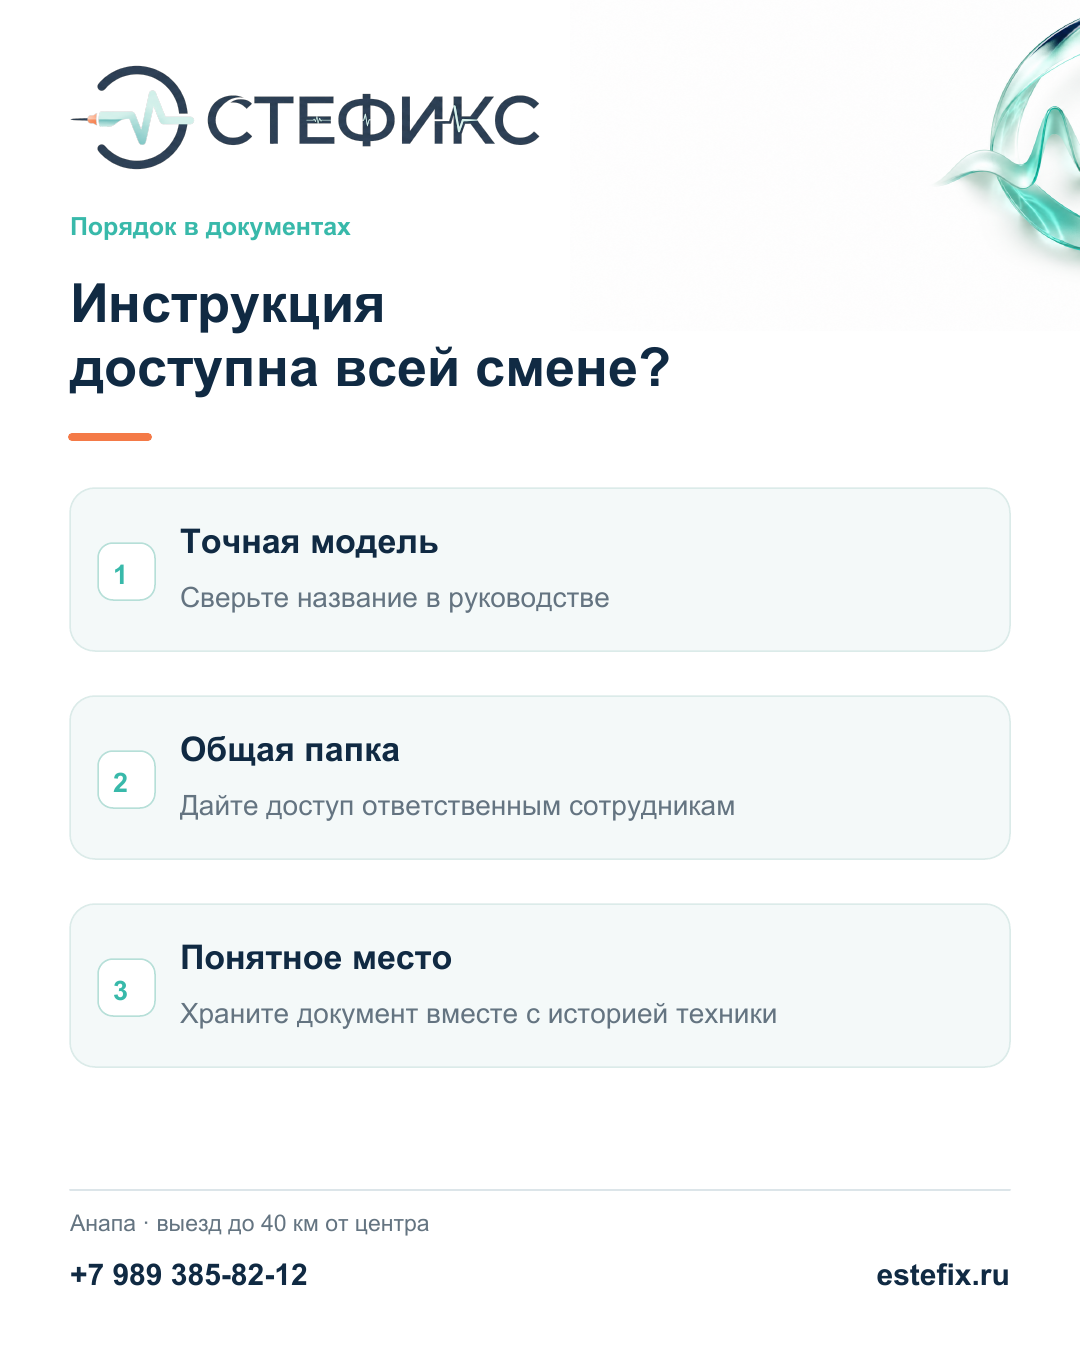 ЭСТЕФИКС
Порядок в документах
Инструкция
доступна всей смене?
1
Точная модель
Сверьте название в руководстве
2
Общая папка
Дайте доступ ответственным сотрудникам
3
Понятное место
Храните документ вместе с историей техники
Анапа · выезд до 40 км от центра
+7 989 385-82-12
estefix.ru